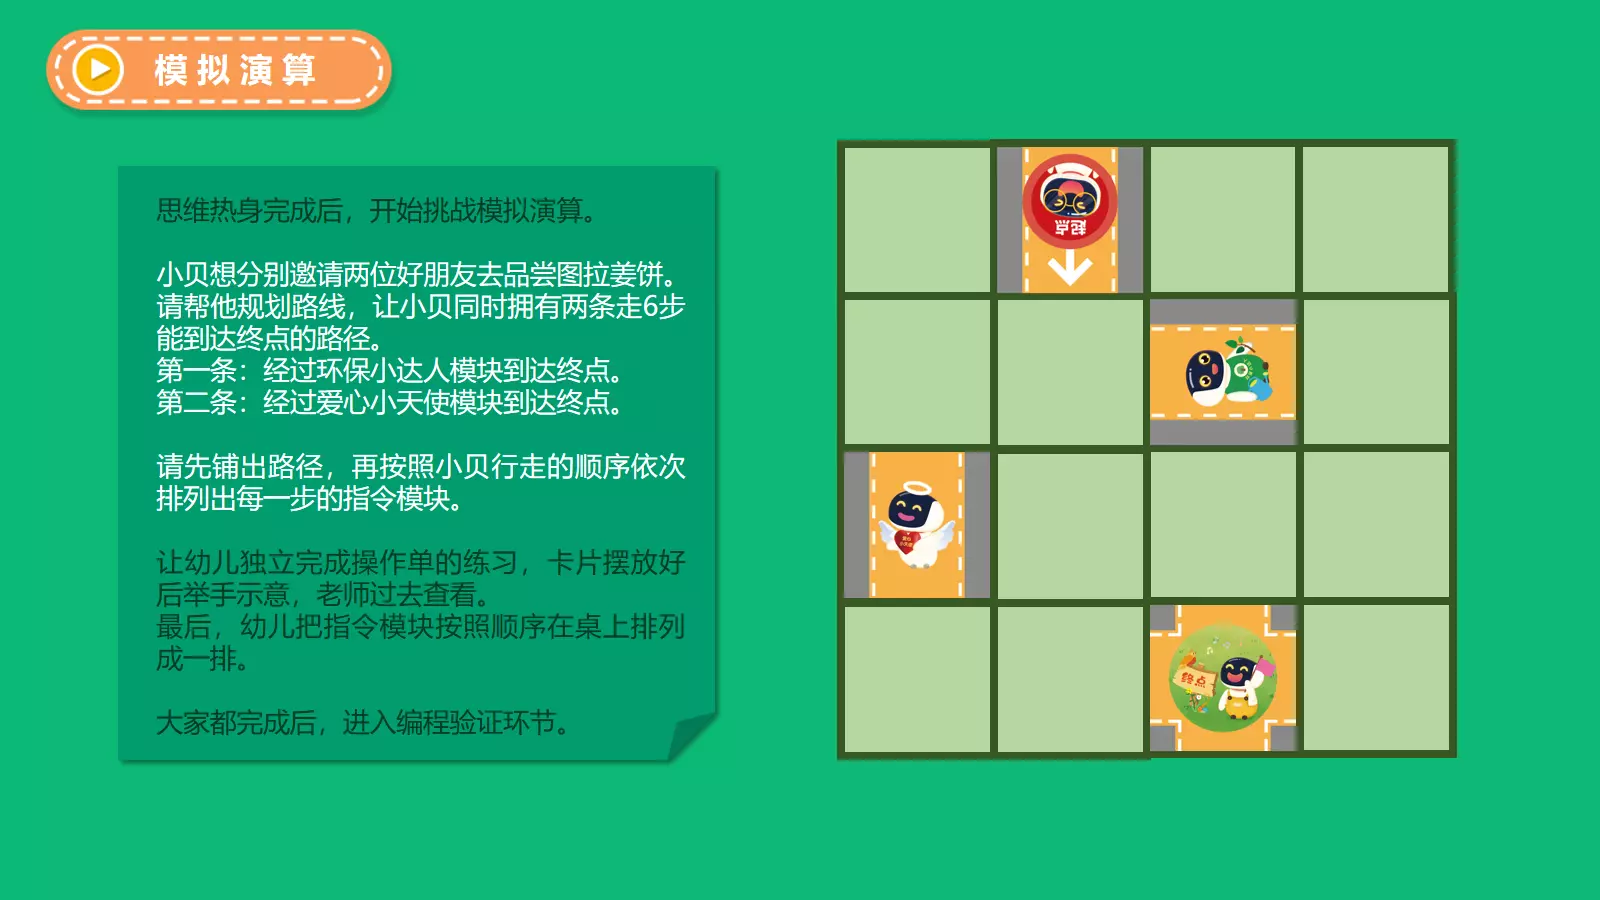 模拟演算
思维热身完成后，开始挑战模拟演算。
小贝想分别邀请两位好朋友去品尝图拉姜饼。
请帮他规划路线，让小贝同时拥有两条走6步
能到达终点的路径。
第一条：经过环保小达人模块到达终点。
第二条：经过爱心小天使模块到达终点。
请先铺出路径，再按照小贝行走的顺序依次
排列出每一步的指令模块。
让幼儿独立完成操作单的练习，卡片摆放好
后举手示意，老师过去查看。
最后，幼儿把指令模块按照顺序在桌上排列
成一排。
大家都完成后，进入编程验证环节。
起点
爱心
小天使
终点